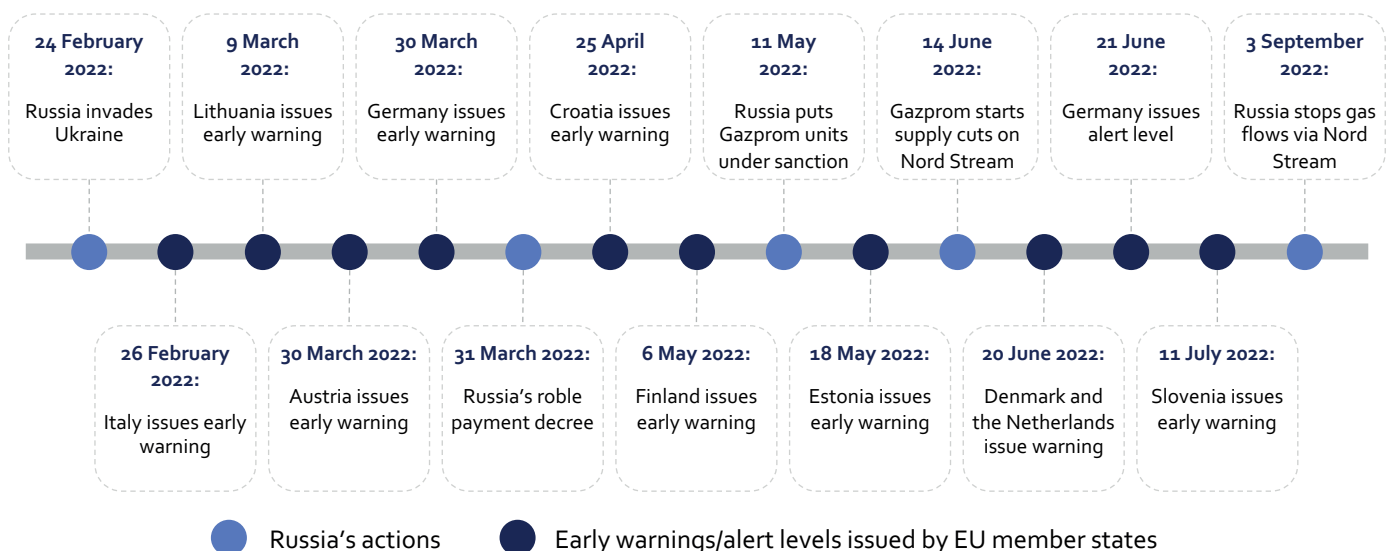 24 February
2022:
Russia invades
Ukraine
9 March
2022:
Lithuania issues
early warning
30 March
2022:
Germany issues
early warning
25 April
2022:
Croatia issues
early warning
11 May
2022:
Russia puts
Gazprom units
under sanction
14 June
2022:
Gazprom starts
supply cuts on
Nord Stream
21 June
2022:
Germany issues
alert level
3 September
2022:
Russia stops gas
flows via Nord
Stream
26 February
2022:
Italy issues early
warning
30 March 2022:
Austria issues
early warning
31 March 2022:
Russia’s roble
payment decree
6 May 2022:
Finland issues
early warning
18 May 2022:
Estonia issues
early warning
20 June 2022:
Denmark and
the Netherlands
issue warning
11 July 2022:
Slovenia issues
early warning
Russia’s actions
Early warnings/alert levels issued by EU member states